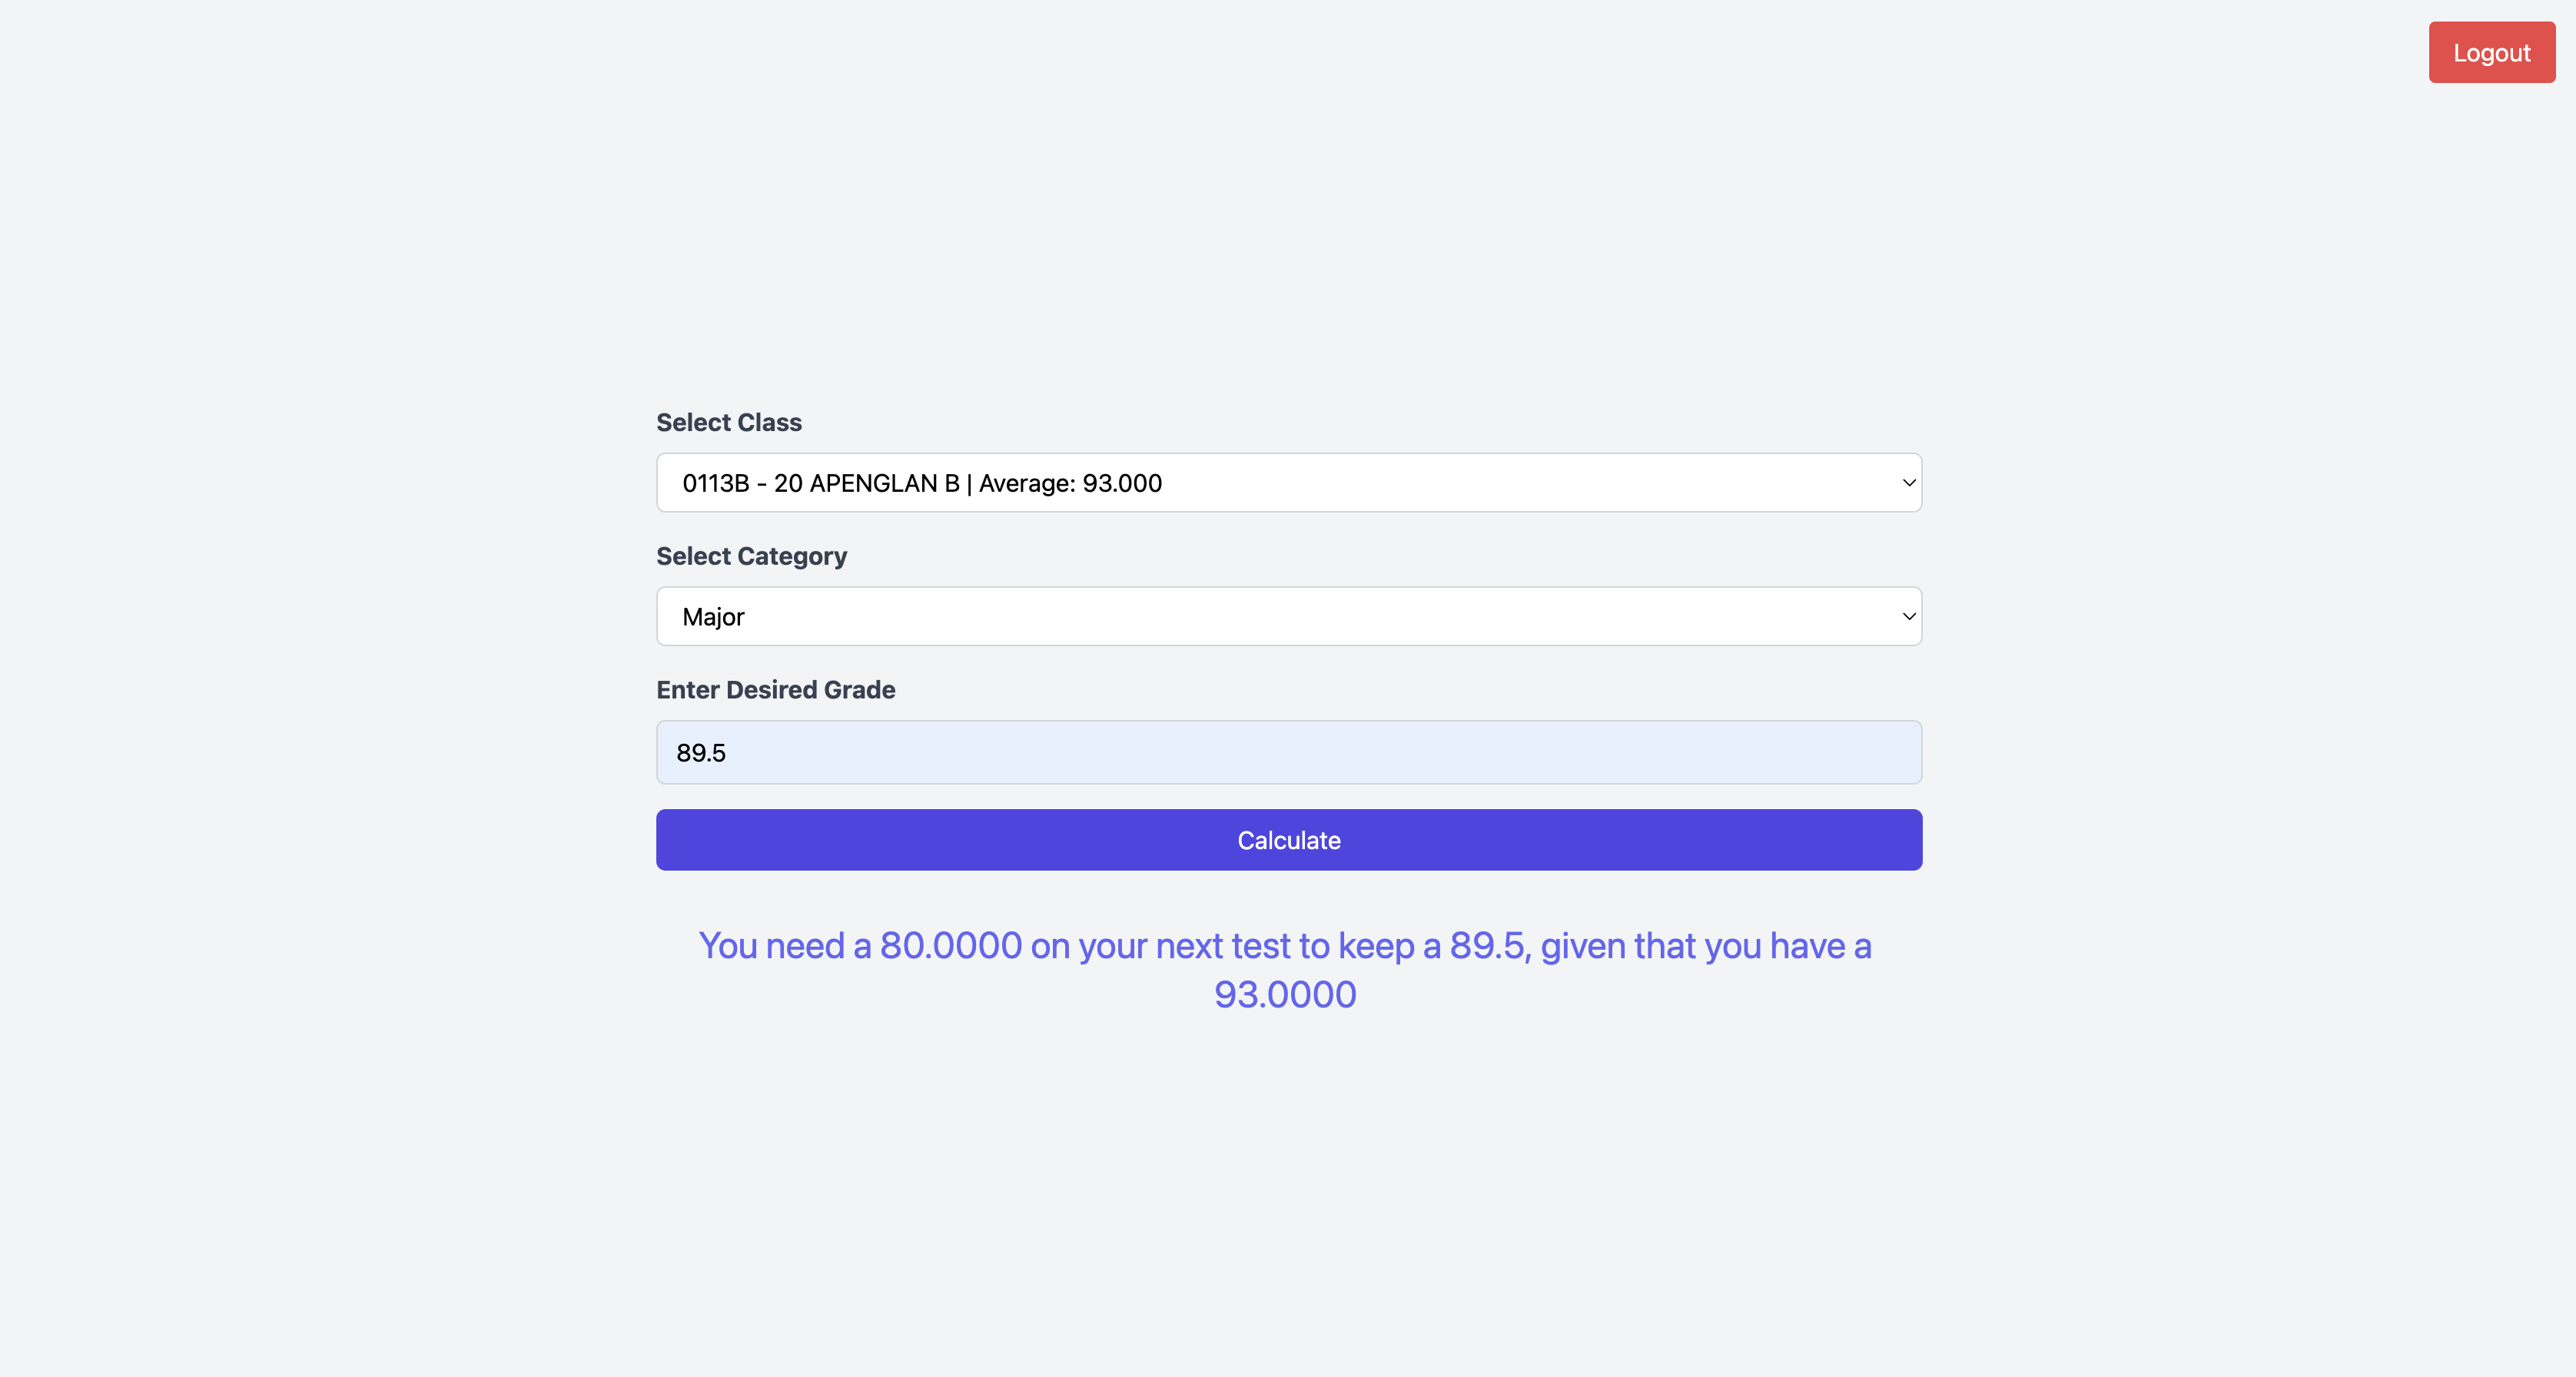 Logout
Select Class
0113B - 20 APENGLAN B | Average: 93.000
Select Category
Major
Enter Desired Grade
89.5
Calculate
You need a 80.0000 on your next test to keep a 89.5, given that you have a
93.0000